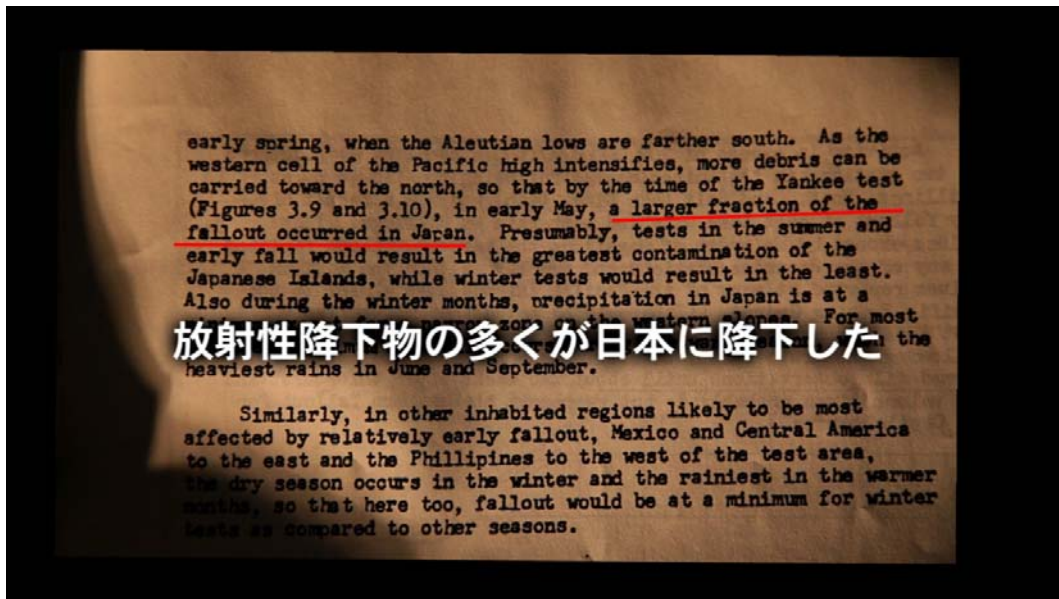 early spring, when the Aleutian lows are farther south. As the
western cell of the Pacific high intensifies, more debris can be
carried toward the north, so that by the time of the Yankee test
(Figures 3.9 and 3.10), in early May, a larger fraction of the
fallout occurred in Japan. Presumably, tests in the summer and
early fall would result in the greatest contamination of the
Japanese Islands, while winter tests would result in the least.
Also during the winter months, precipitation in Japan is at a
zone on the western slopes. For most
放射性降下物の多くが日本に降下した
the
heaviest rains in June and September.
Similarly, in other inhabited regions likely to be most
affected by relatively early fallout, Mexico and Central America
to the east and the Phillipines to the west of the test area,
the dry season occurs in the winter and the rainiest in the warmer
months, so that here too, fallout would be at a minimum for winter
tests as compared to other seasons.